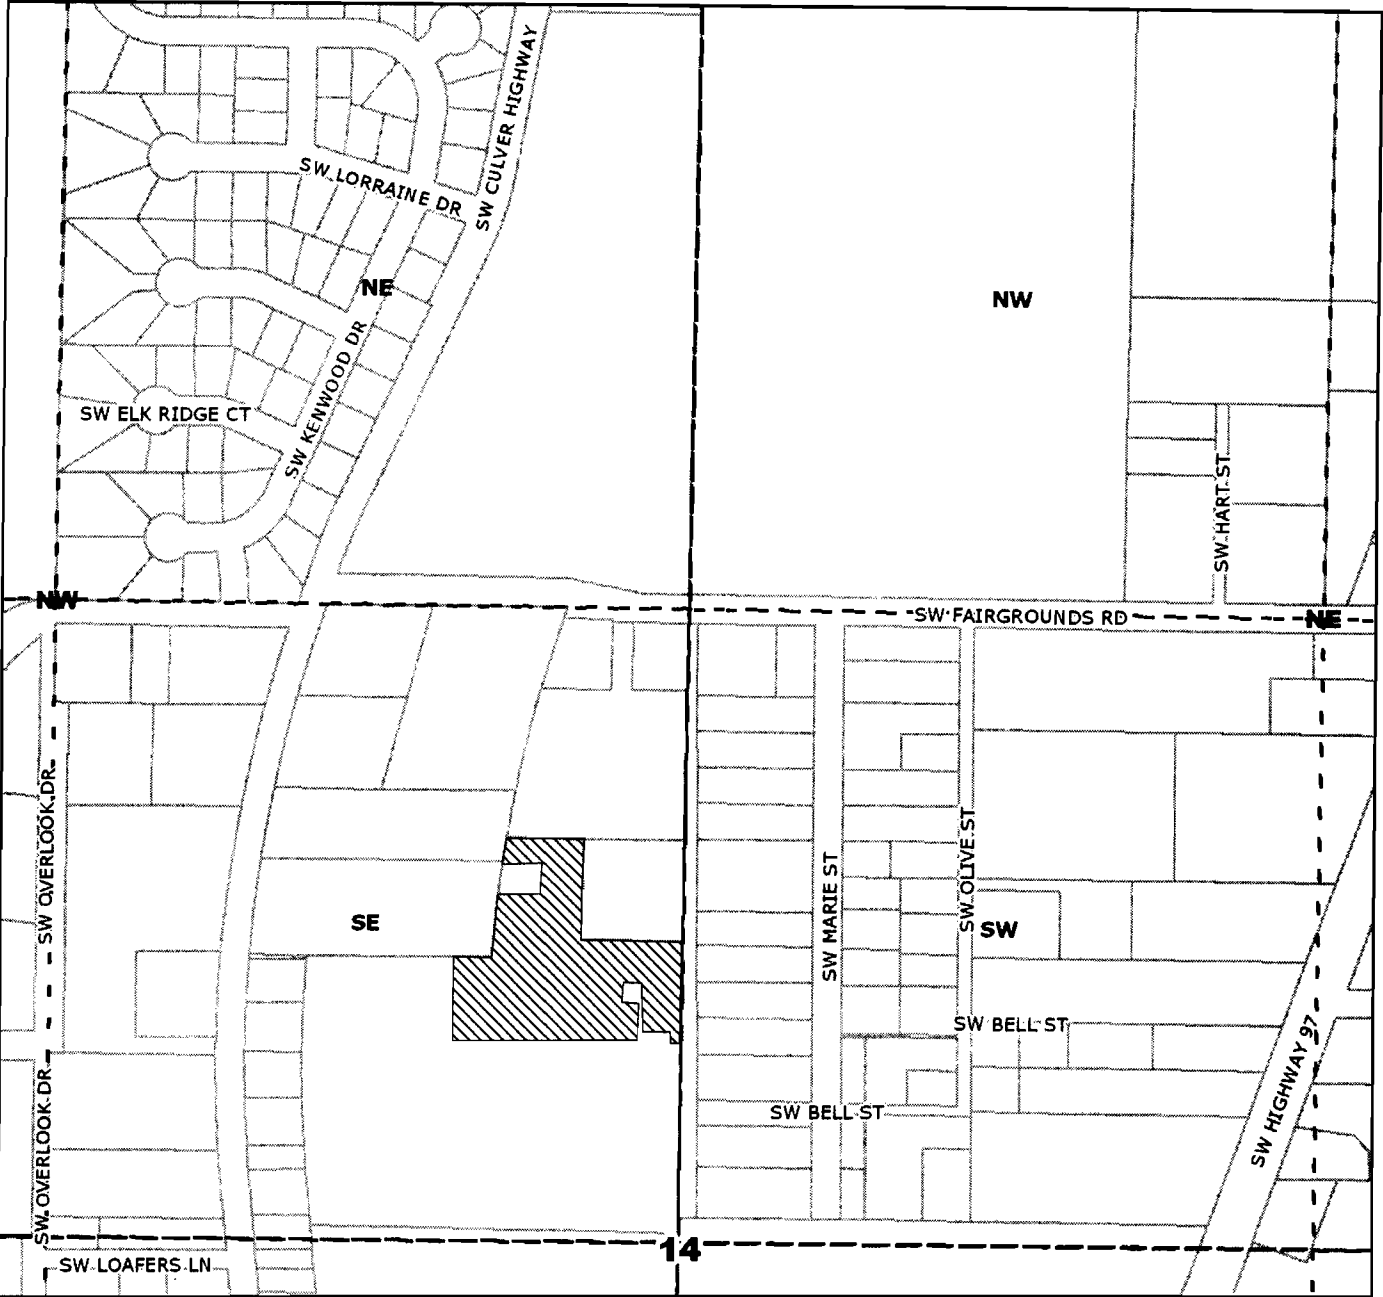 SW CULVER HIGHWAY
SW LORRAINE DR
NE
NW
SW KENWOOD DR
SW ELK RIDGE CT
SW HART ST
NW
SW FAIRGROUNDS RD
NE
SW OVERLOOK DR
SW OLIVE ST
SW MARIE ST
SE
SW
SW BELL ST
SW HIGHWAY 97
SW BELL ST
SW OVERLOOK DR
14
SW LOAFERS LN